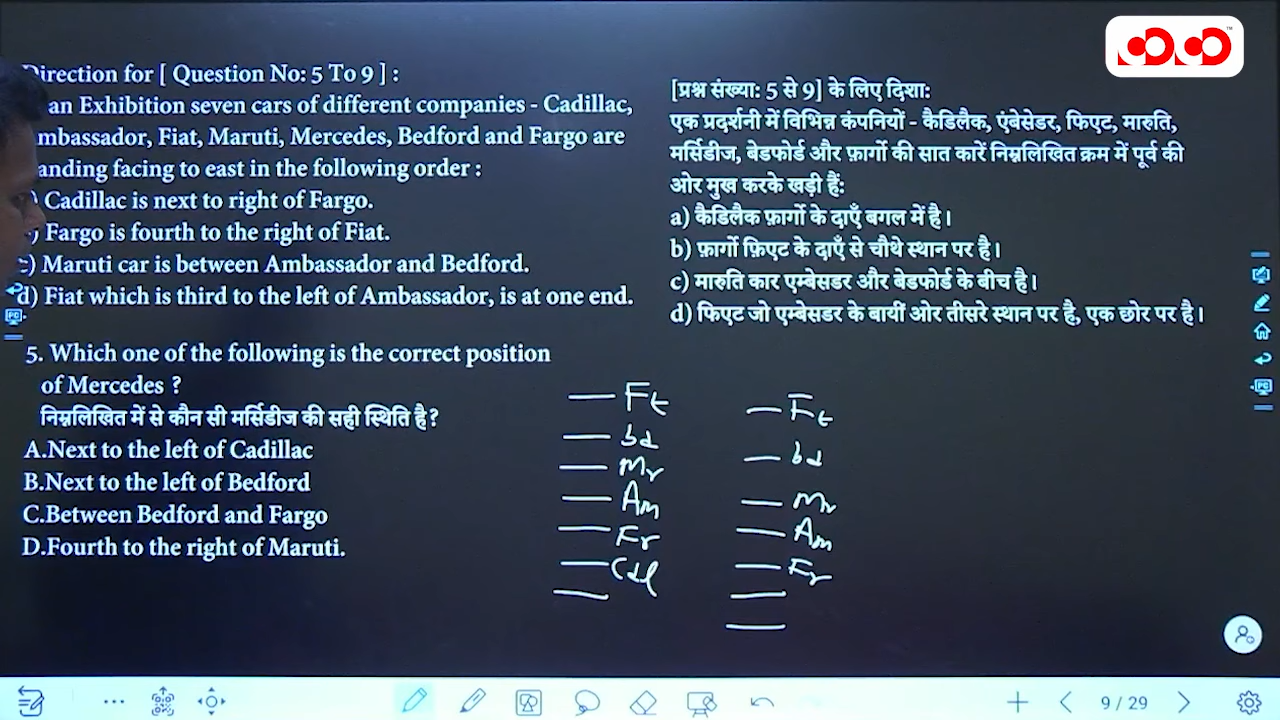 Direction for [ Question No: 5 To 9 ] :
an Exhibition seven cars of different companies - Cadillac,
mbassador, Fiat, Maruti, Mercedes, Bedford and Fargo are
anding facing to east in the following order :
) Cadillac is next to right of Fargo.
) Fargo is fourth to the right of Fiat.
c) Maruti car is between Ambassador and Bedford.
d) Fiat which is third to the left of Ambassador, is at one end.
5. Which one of the following is the correct position
of Mercedes ?
निम्नलिखित में से कौन सी मर्सिडीज की सही स्थिति है?
A.Next to the left of Cadillac
B.Next to the left of Bedford
C.Between Bedford and Fargo
D.Fourth to the right of Maruti.
[प्रश्न संख्या: 5 से 9] के लिए दिशा:
एक प्रदर्शनी में विभिन्न कंपनियों - कैडिलैक, एंबेसेडर, फिएट, मारुति,
मर्सिडीज, बेडफोर्ड और फ़ार्गो की सात कारें निम्नलिखित क्रम में पूर्व की
ओर मुख करके खड़ी हैं:
a) कैडिलैक फ़ार्गो के दाएँ बगल में है।
b) फ़ार्गो फ़िएट के दाएँ से चौथे स्थान पर है।
c) मारुति कार एम्बेसडर और बेडफोर्ड के बीच है।
d) फिएट जो एम्बेसडर के बायीं ओर तीसरे स्थान पर है, एक छोर पर है।
Ft
bd
Mr
Am
Fr
Cdl
Ft
bd
Mr
Am
Fr
PC
PC
9 / 29